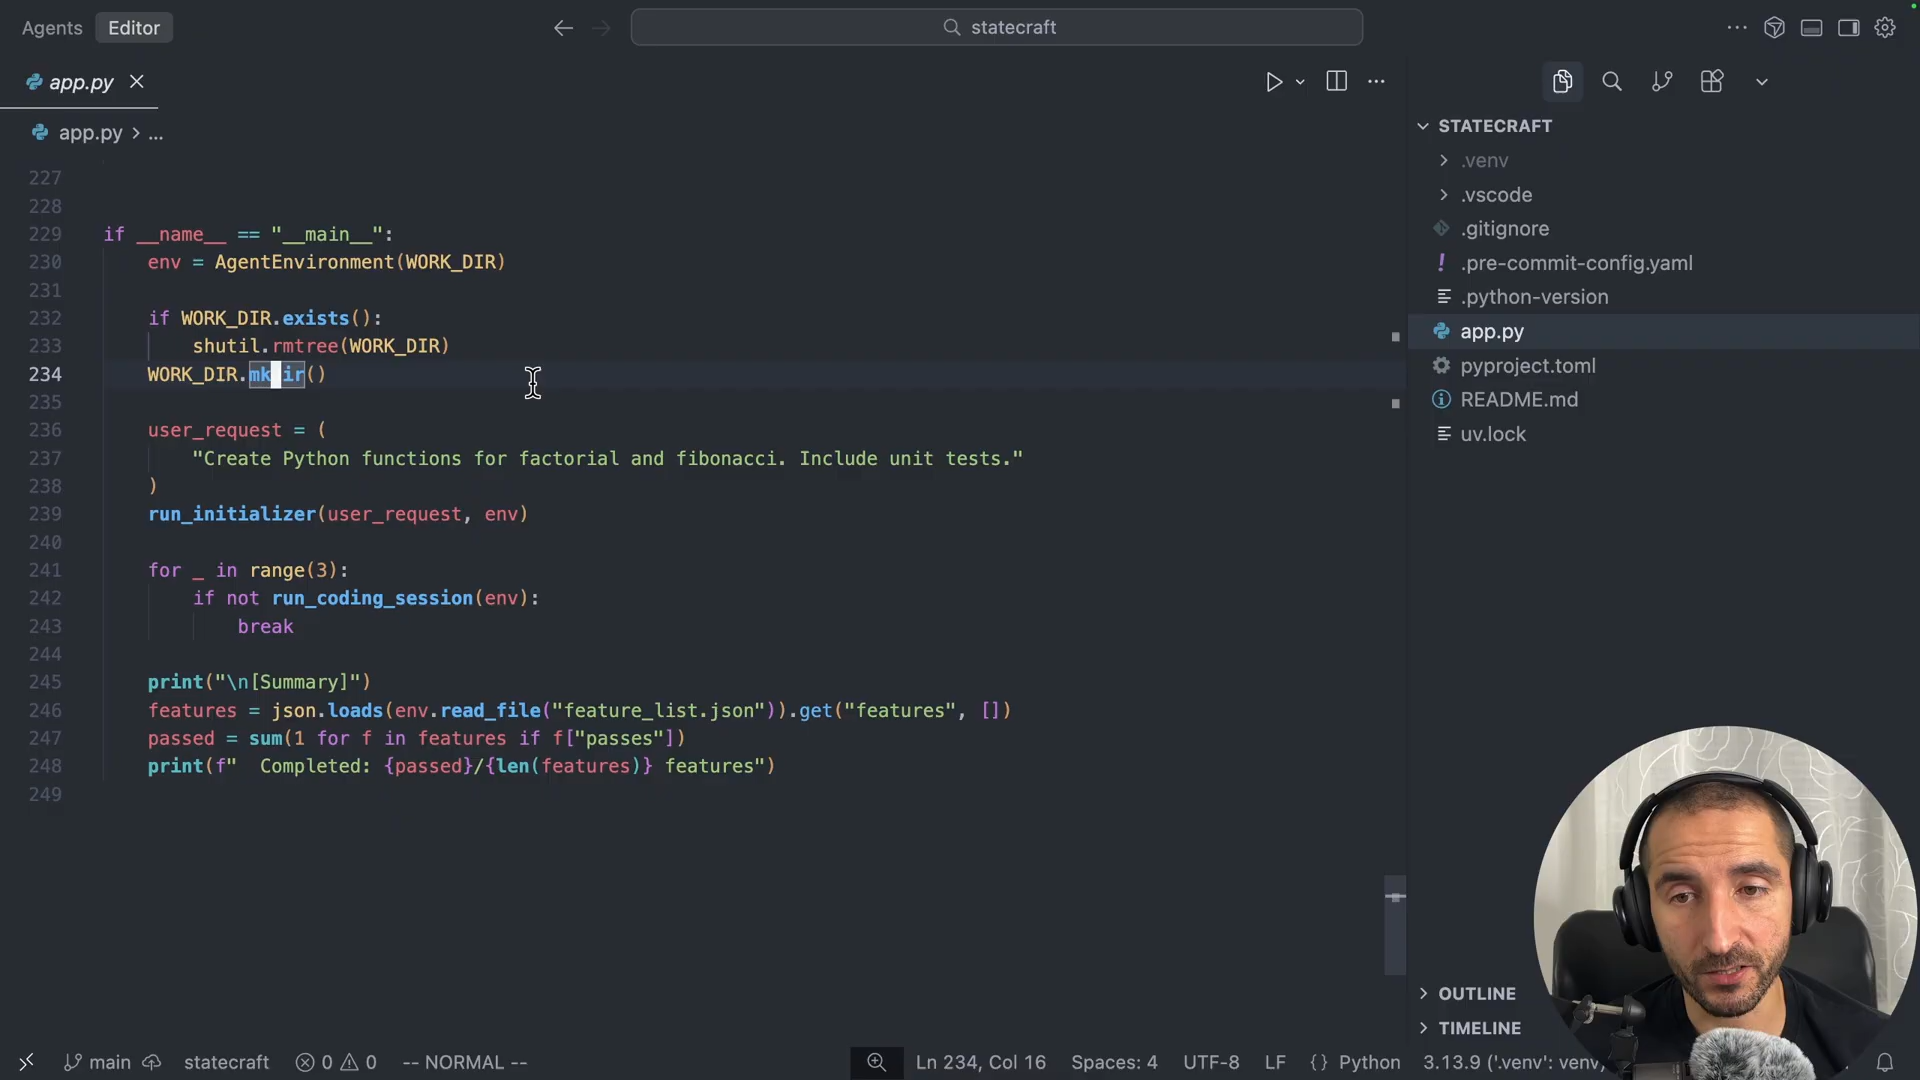 Agents Editor
statecraft
app.py
app.py > ...
STATECRAFT
.venv
.vscode
.gitignore
.pre-commit-config.yaml
.python-version
app.py
pyproject.toml
README.md
uv.lock
OUTLINE
TIMELINE
227
228
229 if __name__ == "__main__":
230 env = AgentEnvironment(WORK_DIR)
231
232 if WORK_DIR.exists():
233 shutil.rmtree(WORK_DIR)
234 WORK_DIR.mkdir()
235
236 user_request = (
237 "Create Python functions for factorial and fibonacci. Include unit tests."
238 )
239 run_initializer(user_request, env)
240
241 for _ in range(3):
242 if not run_coding_session(env):
243 break
244
245 print("\n[Summary]")
246 features = json.loads(env.read_file("feature_list.json")).get("features", [])
247 passed = sum(1 for f in features if f["passes"])
248 print(f"  Completed: {passed}/{len(features)} features")
249
main statecraft 0 0 -- NORMAL -- Ln 234, Col 16 Spaces: 4 UTF-8 LF {} Python 3.13.9 ('.venv': venv)